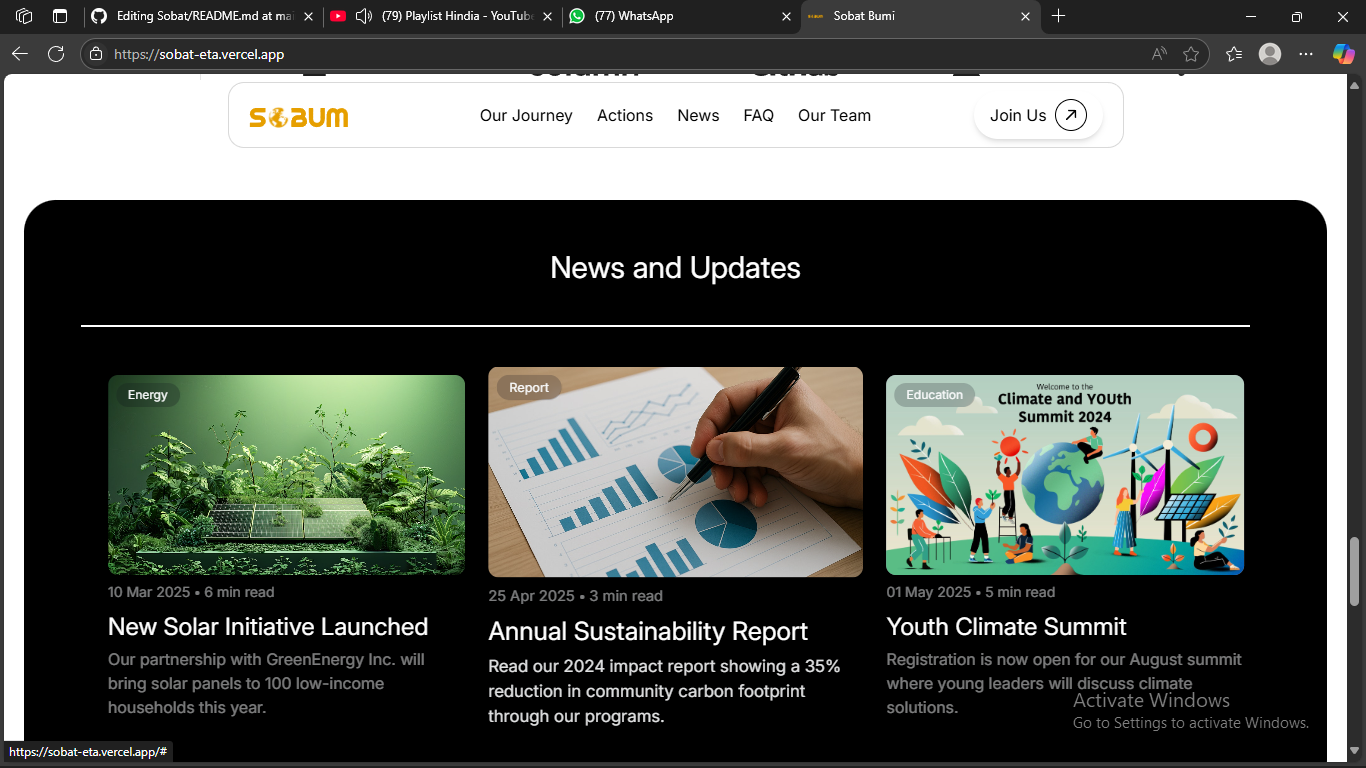 Editing Sobat/README.md at mai
(79) Playlist Hindia - YouTube
(77) WhatsApp
Sobat Bumi
https://sobat-eta.vercel.app
SOBUM
Our Journey
Actions
News
FAQ
Our Team
Join Us
News and Updates
Energy
10 Mar 2025 • 6 min read
New Solar Initiative Launched
Our partnership with GreenEnergy Inc. will
bring solar panels to 100 low-income
households this year.
Report
25 Apr 2025 • 3 min read
Annual Sustainability Report
Read our 2024 impact report showing a 35%
reduction in community carbon footprint
through our programs.
Education
Welcome to the
Climate and YOUth
Summit 2024
01 May 2025 • 5 min read
Youth Climate Summit
Registration is now open for our August summit
where young leaders will discuss climate
solutions.
Activate Windows
Go to Settings to activate Windows.
https://sobat-eta.vercel.app/#